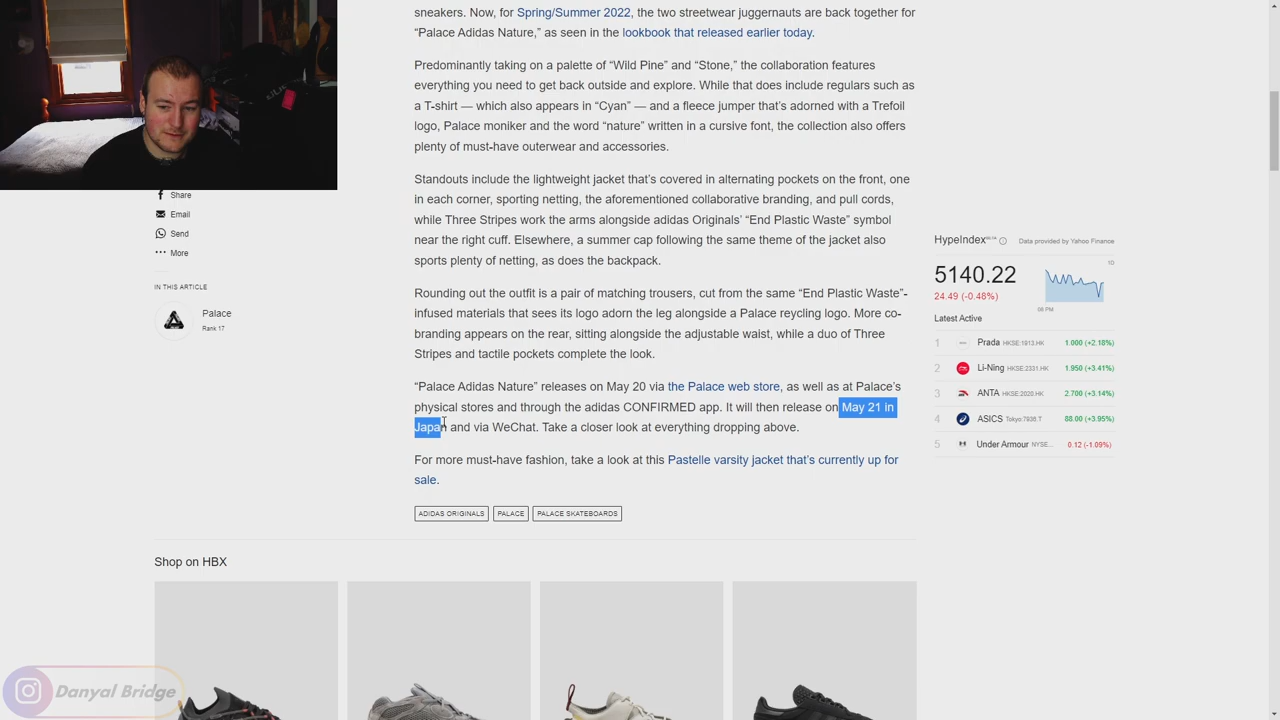 sneakers. Now, for Spring/Summer 2022, the two streetwear juggernauts are back together for
“Palace Adidas Nature,” as seen in the lookbook that released earlier today.
Predominantly taking on a palette of “Wild Pine” and “Stone,” the collaboration features
everything you need to get back outside and explore. While that does include regulars such as
a T-shirt — which also appears in “Cyan” — and a fleece jumper that’s adorned with a Trefoil
logo, Palace moniker and the word “nature” written in a cursive font, the collection also offers
plenty of must-have outerwear and accessories.
Standouts include the lightweight jacket that’s covered in alternating pockets on the front, one
in each corner, sporting netting, the aforementioned collaborative branding, and pull cords,
while Three Stripes work the arms alongside adidas Originals’ “End Plastic Waste” symbol
near the right cuff. Elsewhere, a summer cap following the same theme of the jacket also
sports plenty of netting, as does the backpack.
Rounding out the outfit is a pair of matching trousers, cut from the same “End Plastic Waste”-
infused materials that sees its logo adorn the leg alongside a Palace reycling logo. More co-
branding appears on the rear, sitting alongside the adjustable waist, while a duo of Three
Stripes and tactile pockets complete the look.
“Palace Adidas Nature” releases on May 20 via the Palace web store, as well as at Palace’s
physical stores and through the adidas CONFIRMED app. It will then release on May 21 in
Japan and via WeChat. Take a closer look at everything dropping above.
For more must-have fashion, take a look at this Pastelle varsity jacket that’s currently up for
sale.
ADIDAS ORIGINALS PALACE PALACE SKATEBOARDS
Share
Email
Send
More
IN THIS ARTICLE
Palace
Rank 17
HypeIndex BETA Data provided by Yahoo Finance
5140.22
24.49 (-0.48%)
1D
06 PM
Latest Active
1 Prada HKSE:1913.HK 1.000 (+2.18%)
2 Li-Ning HKSE:2331.HK 1.950 (+3.41%)
3 ANTA HKSE:2020.HK 2.700 (+3.14%)
4 ASICS Tokyo:7936.T 88.00 (+3.95%)
5 Under Armour NYSE... 0.12 (-1.09%)
Shop on HBX
Danyal Bridge